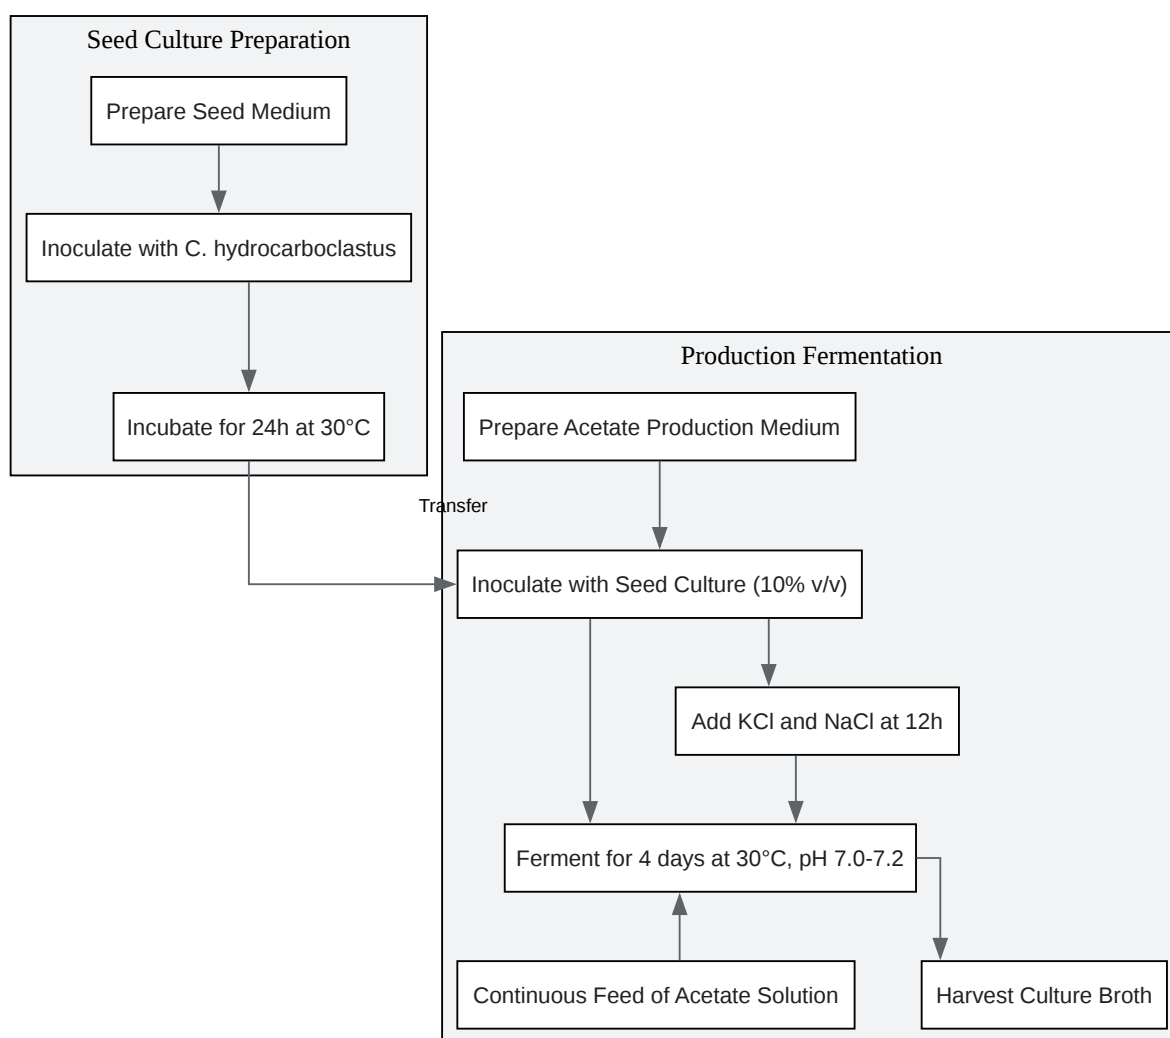 Seed Culture Preparation
Prepare Seed Medium
Inoculate with C. hydrocarboclastus
Incubate for 24h at 30°C
Production Fermentation
Prepare Acetate Production Medium
Transfer
Inoculate with Seed Culture (10% v/v)
Add KCl and NaCl at 12h
Ferment for 4 days at 30°C, pH 7.0-7.2
Continuous Feed of Acetate Solution
Harvest Culture Broth